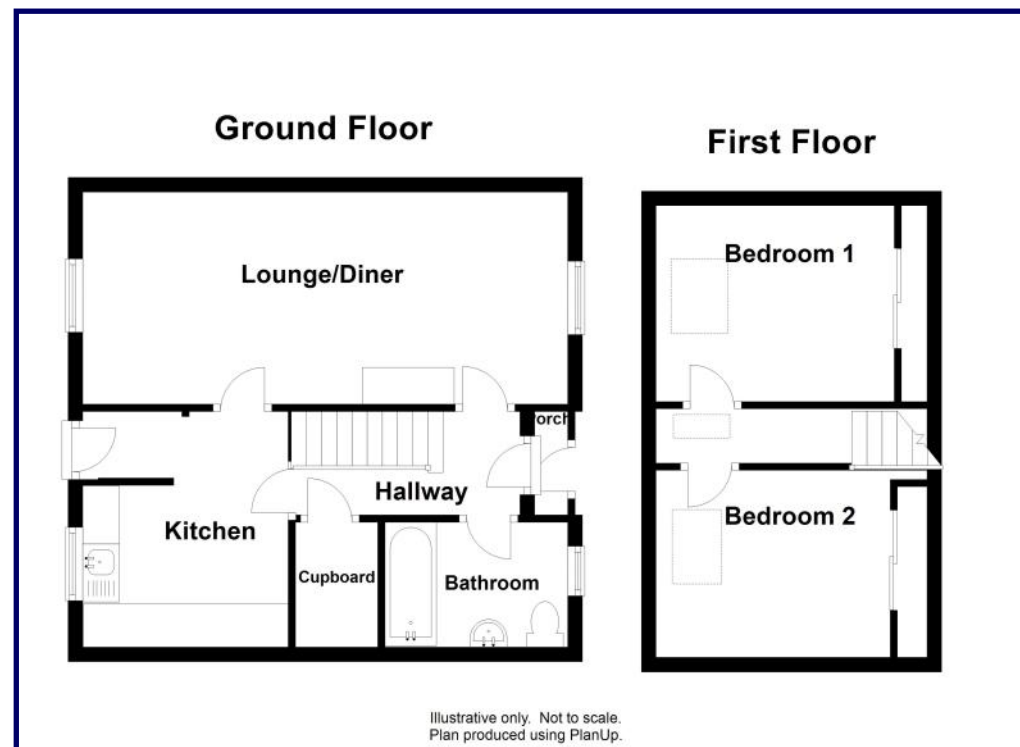 Ground Floor
First Floor
Lounge/Diner
Bedroom 1
orch
Hallway
Kitchen
Cupboard
Bathroom
Bedroom 2
Illustrative only. Not to scale.
Plan produced using PlanUp.